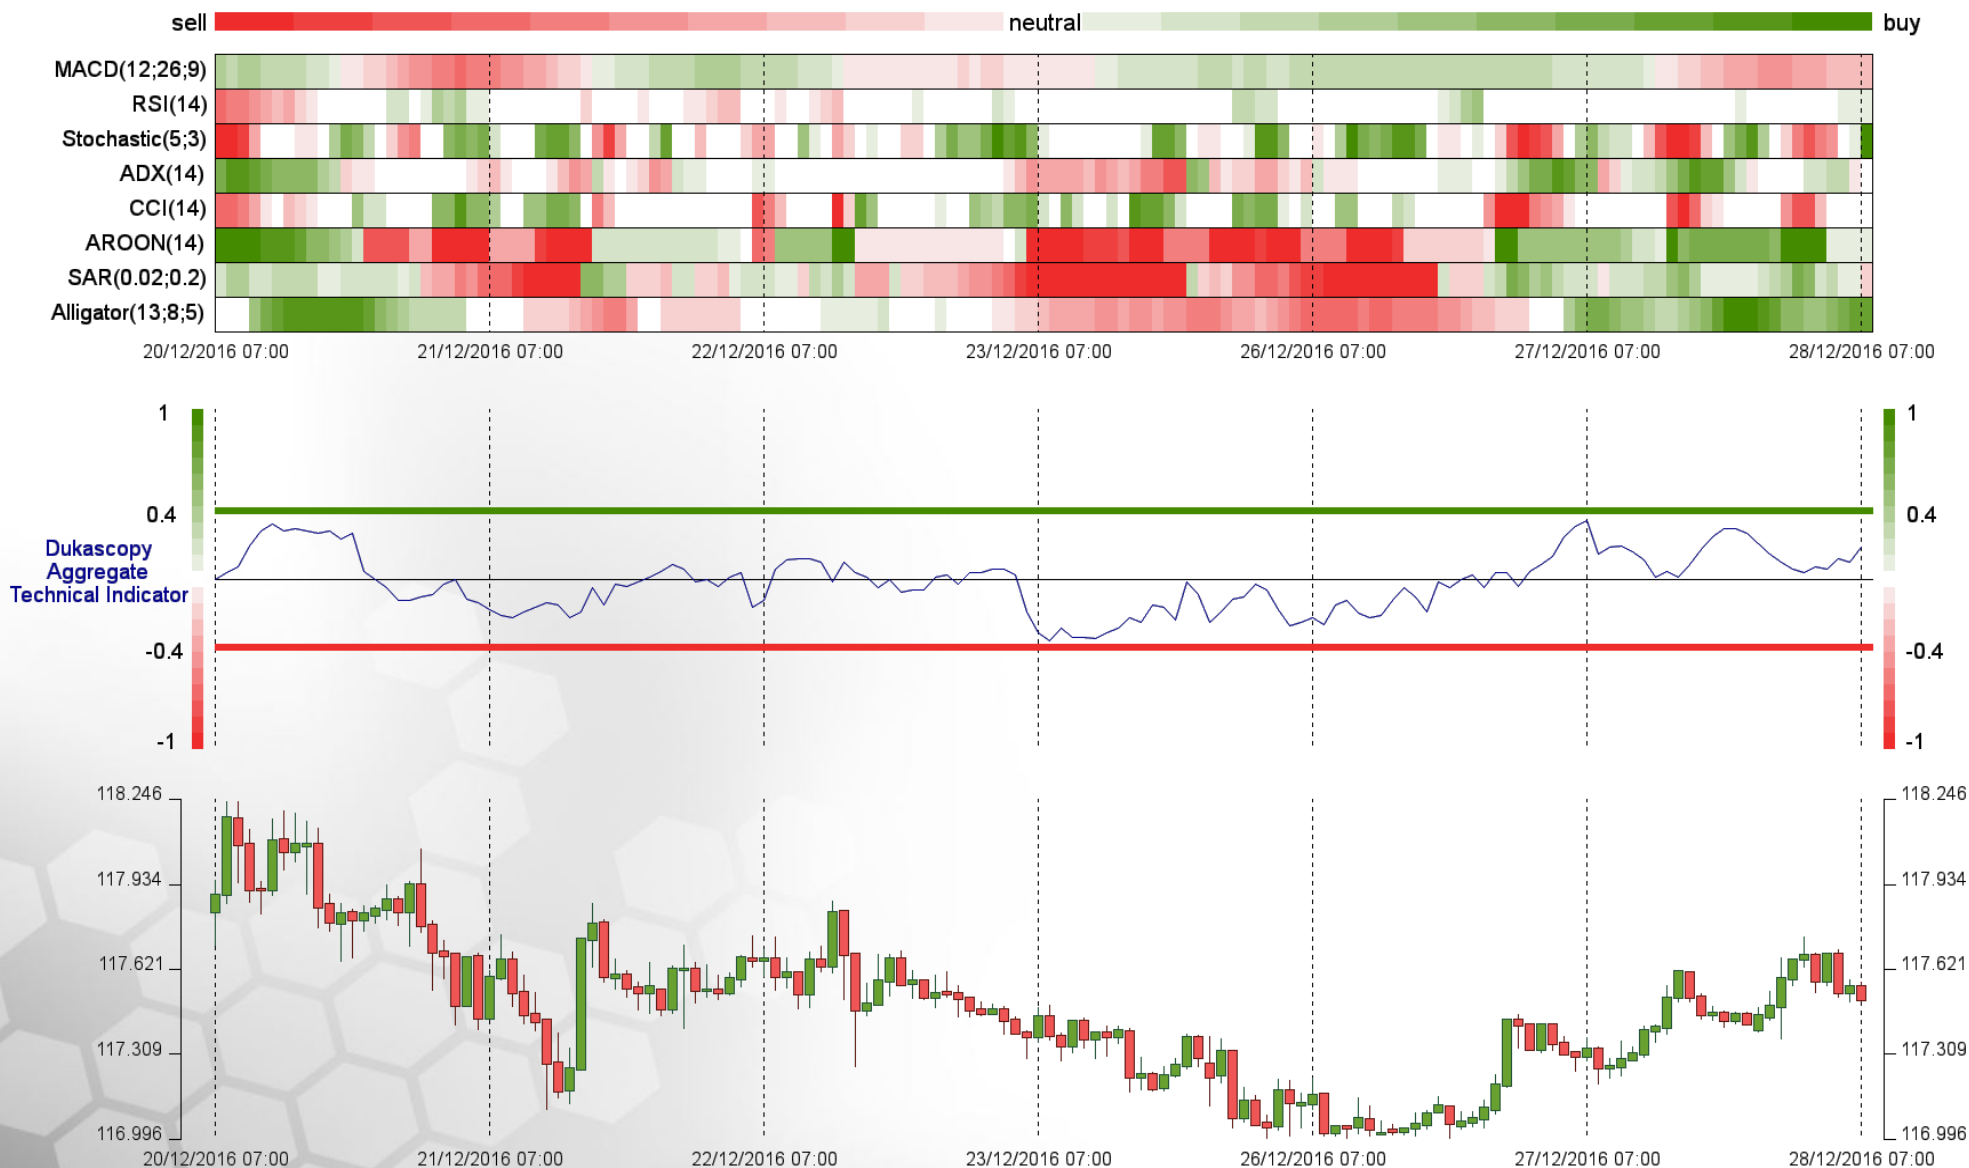 sell neutral buy
MACD(12;26;9)
RSI(14)
Stochastic(5;3)
ADX(14)
CCI(14)
AROON(14)
SAR(0.02;0.2)
Alligator(13;8;5)
20/12/2016 07:00 21/12/2016 07:00 22/12/2016 07:00 23/12/2016 07:00 26/12/2016 07:00 27/12/2016 07:00 28/12/2016 07:00
1 1
0.4 0.4
Dukascopy
Aggregate
Technical Indicator
-0.4 -0.4
-1 -1
118.246 118.246
117.934 117.934
117.621 117.621
117.309 117.309
116.996 116.996
20/12/2016 07:00 21/12/2016 07:00 22/12/2016 07:00 23/12/2016 07:00 26/12/2016 07:00 27/12/2016 07:00 28/12/2016 07:00